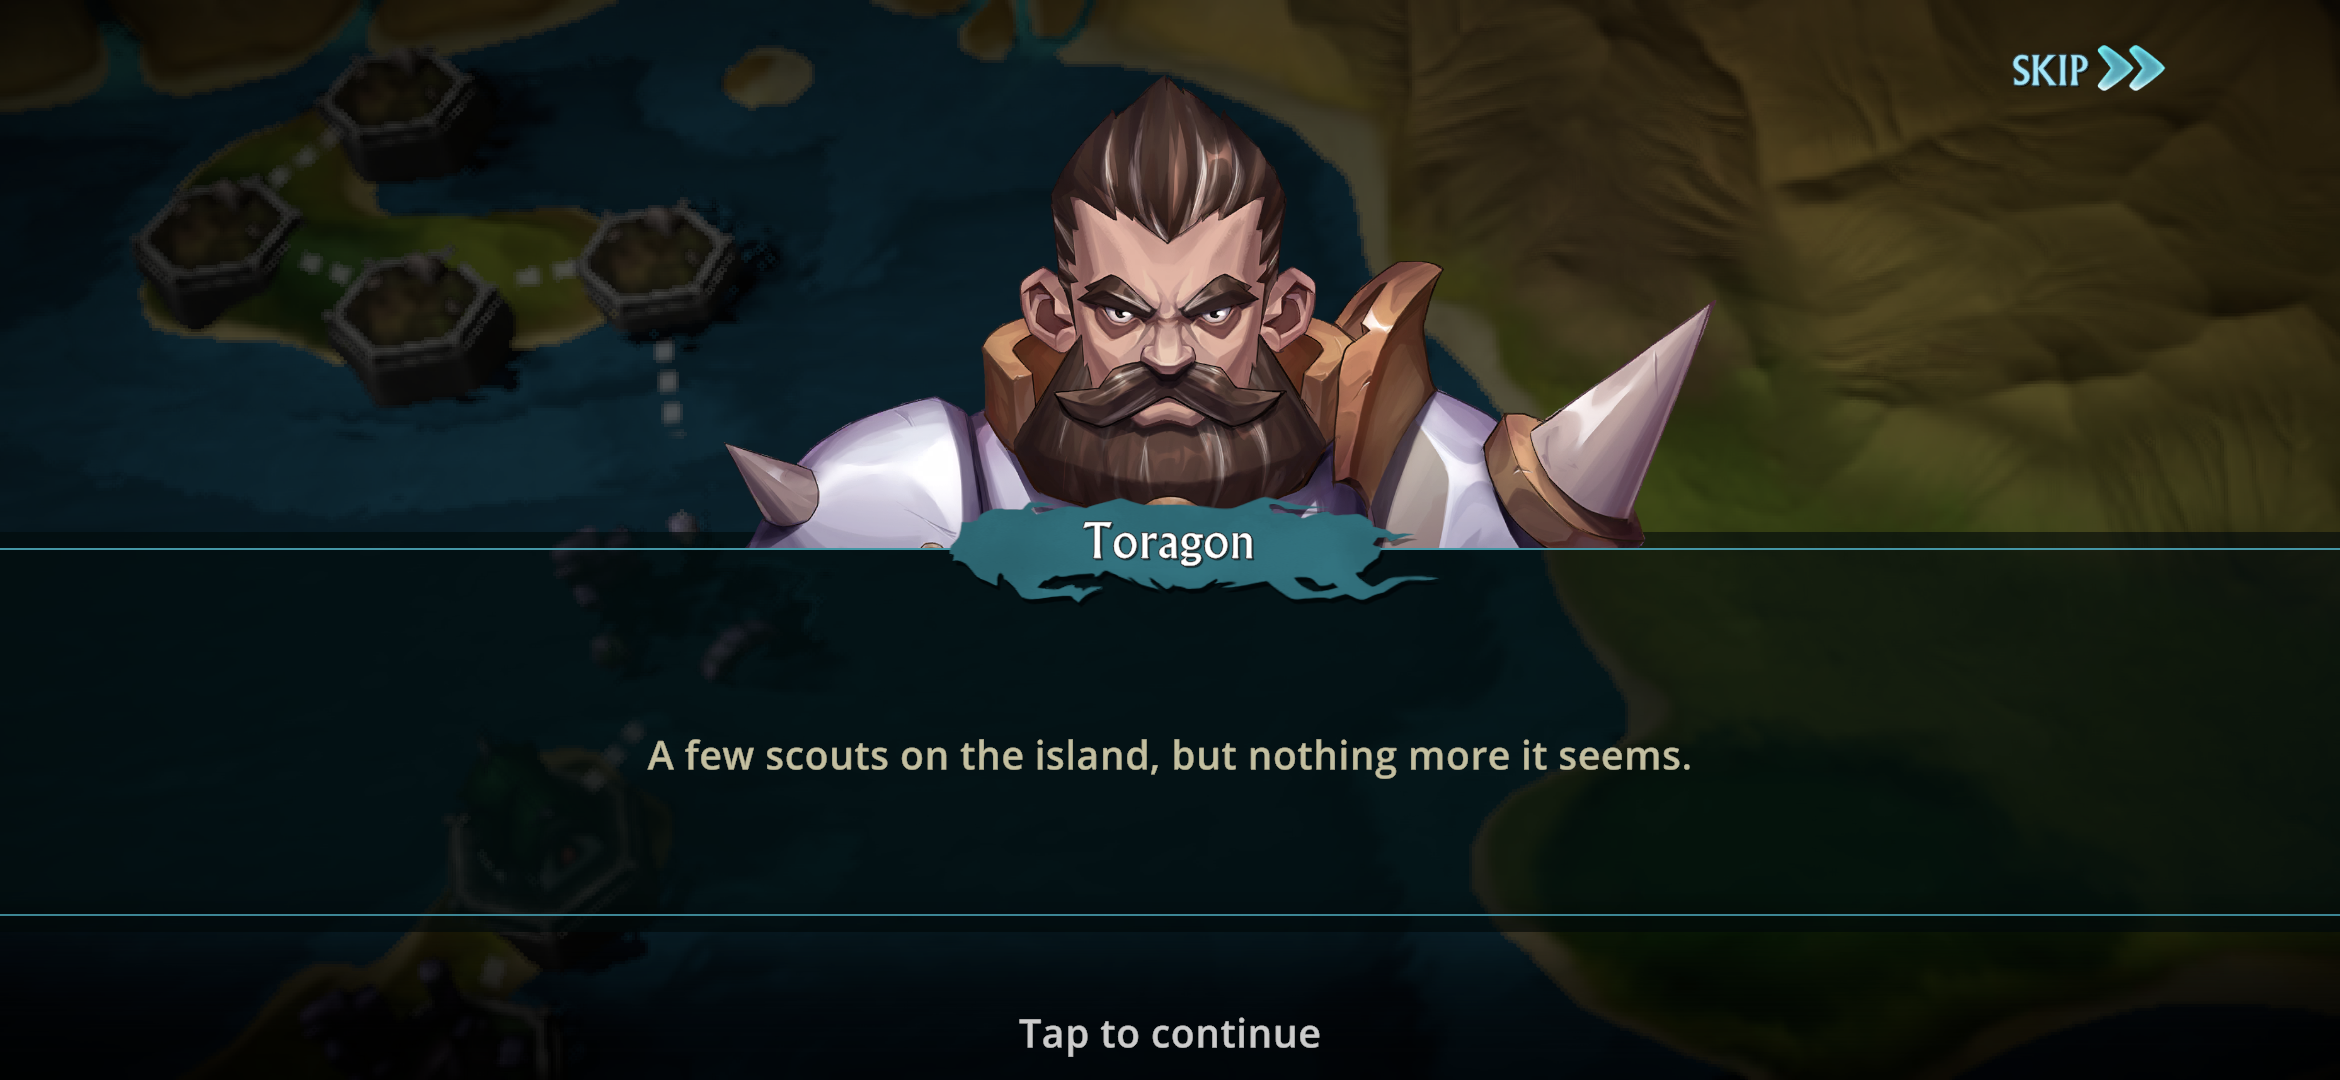 SKIP
Toragon
A few scouts on the island, but nothing more it seems.
Tap to continue